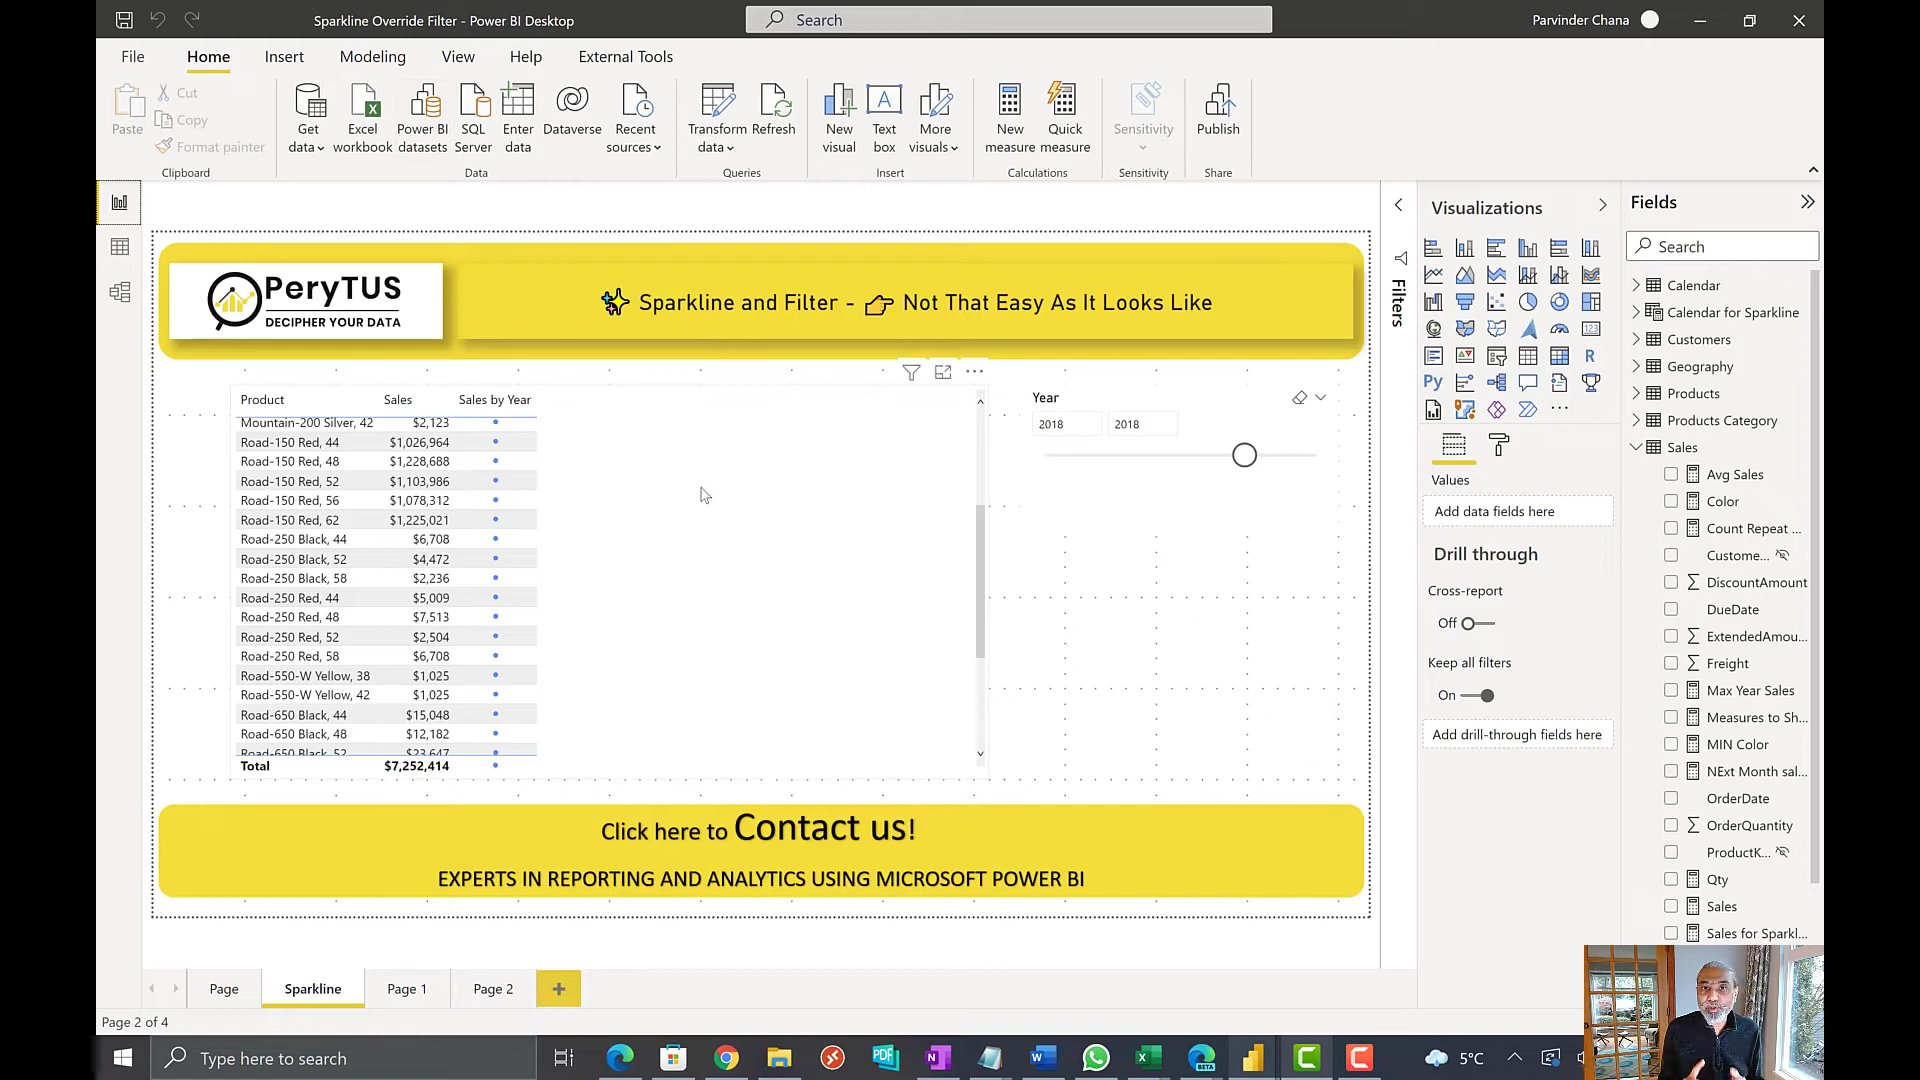 Sparkline Override Filter - Power BI Desktop
Search
Parvinder Chana
File
Home
Insert
Modeling
View
Help
External Tools
Paste
Cut
Copy
Format painter
Clipboard
Get data
Excel workbook
Power BI datasets
SQL Server
Enter data
Dataverse
Recent sources
Data
Transform data
Refresh
Queries
New visual
Text box
More visuals
Insert
New measure
Quick measure
Calculations
Sensitivity
Sensitivity
Publish
Share
PeryTUS
DECIPHER YOUR DATA
Sparkline and Filter - Not That Easy As It Looks Like
Product Sales Sales by Year
Mountain-200 Silver, 42 $2,123
Road-150 Red, 44 $1,026,964
Road-150 Red, 48 $1,228,688
Road-150 Red, 52 $1,103,986
Road-150 Red, 56 $1,078,312
Road-150 Red, 62 $1,225,021
Road-250 Black, 44 $6,708
Road-250 Black, 52 $4,472
Road-250 Black, 58 $2,236
Road-250 Red, 44 $5,009
Road-250 Red, 48 $7,513
Road-250 Red, 52 $2,504
Road-250 Red, 58 $6,708
Road-550-W Yellow, 38 $1,025
Road-550-W Yellow, 42 $1,025
Road-650 Black, 44 $15,048
Road-650 Black, 48 $12,182
Road-650 Black, 52 $23,647
Total $7,252,414
Year
2018 2018
Click here to Contact us!
EXPERTS IN REPORTING AND ANALYTICS USING MICROSOFT POWER BI
Filters
Visualizations
R
Py
123
Values
Add data fields here
Drill through
Cross-report
Off
Keep all filters
On
Add drill-through fields here
Fields
Search
Calendar
Calendar for Sparkline
Customers
Geography
Products
Products Category
Sales
Avg Sales
Color
Count Repeat ...
Custome...
DiscountAmount
DueDate
ExtendedAmou...
Freight
Max Year Sales
Measures to Sh...
MIN Color
NExt Month sal...
OrderDate
OrderQuantity
ProductK...
Qty
Sales
Sales for Sparkl...
Page
Sparkline
Page 1
Page 2
Page 2 of 4
Type here to search
PDF
BETA
5°C